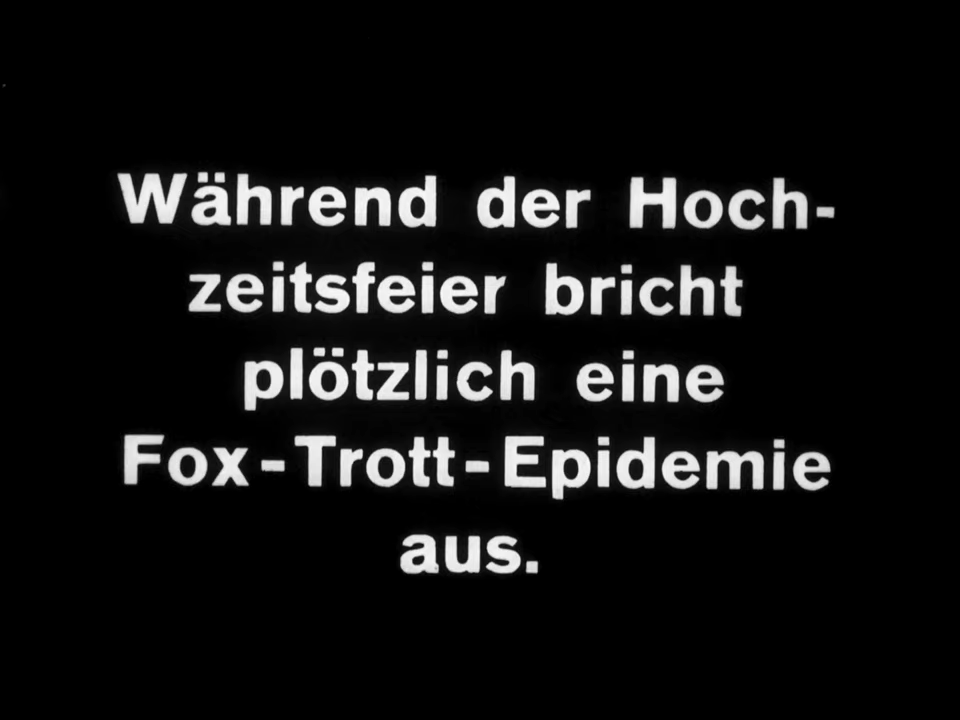 Während der Hoch-
zeitsfeier bricht
plötzlich eine
Fox-Trott-Epidemie
aus.